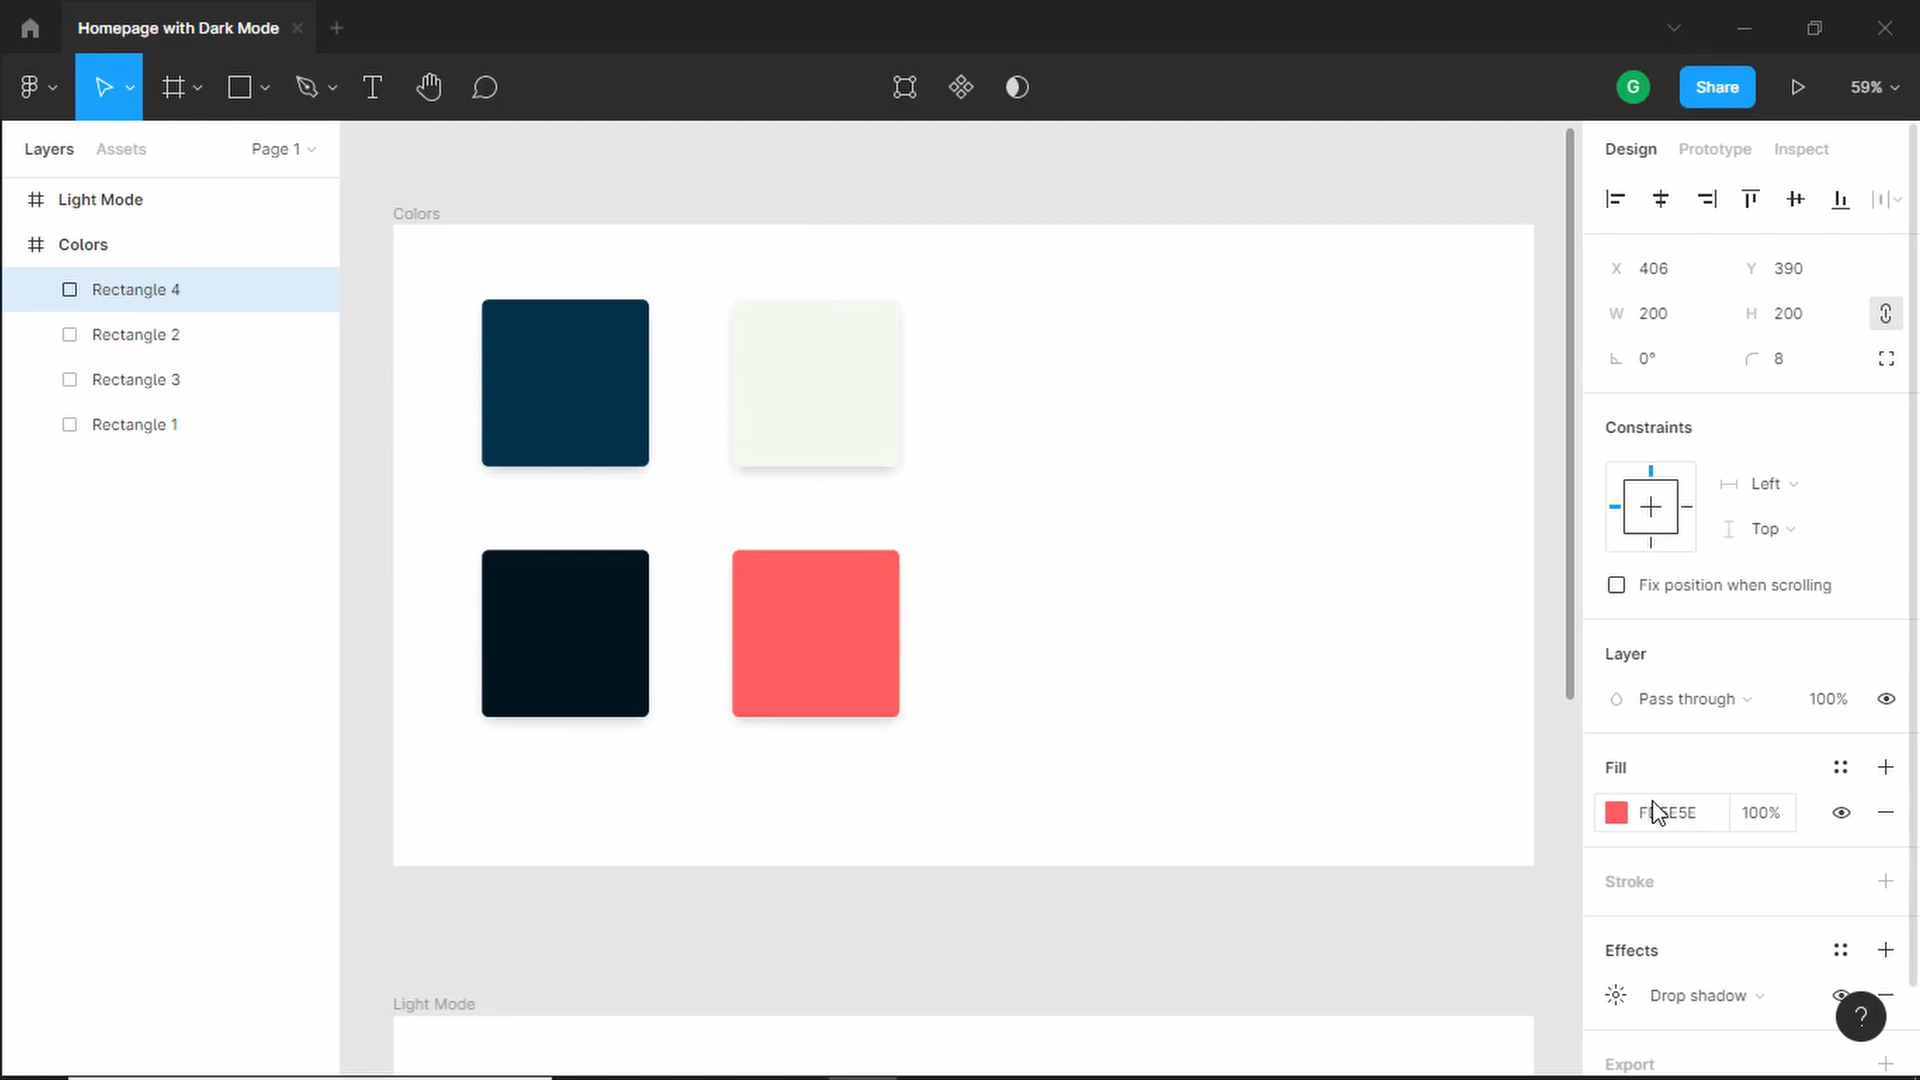 Homepage with Dark Mode
G
Share
59%
Layers
Assets
Page 1
Light Mode
Colors
Rectangle 4
Rectangle 2
Rectangle 3
Rectangle 1
Colors
Light Mode
Design
Prototype
Inspect
X 406
Y 390
W 200
H 200
0°
8
Constraints
Left
Top
Fix position when scrolling
Layer
Pass through
100%
Fill
100%
Stroke
Effects
Drop shadow
?
Export